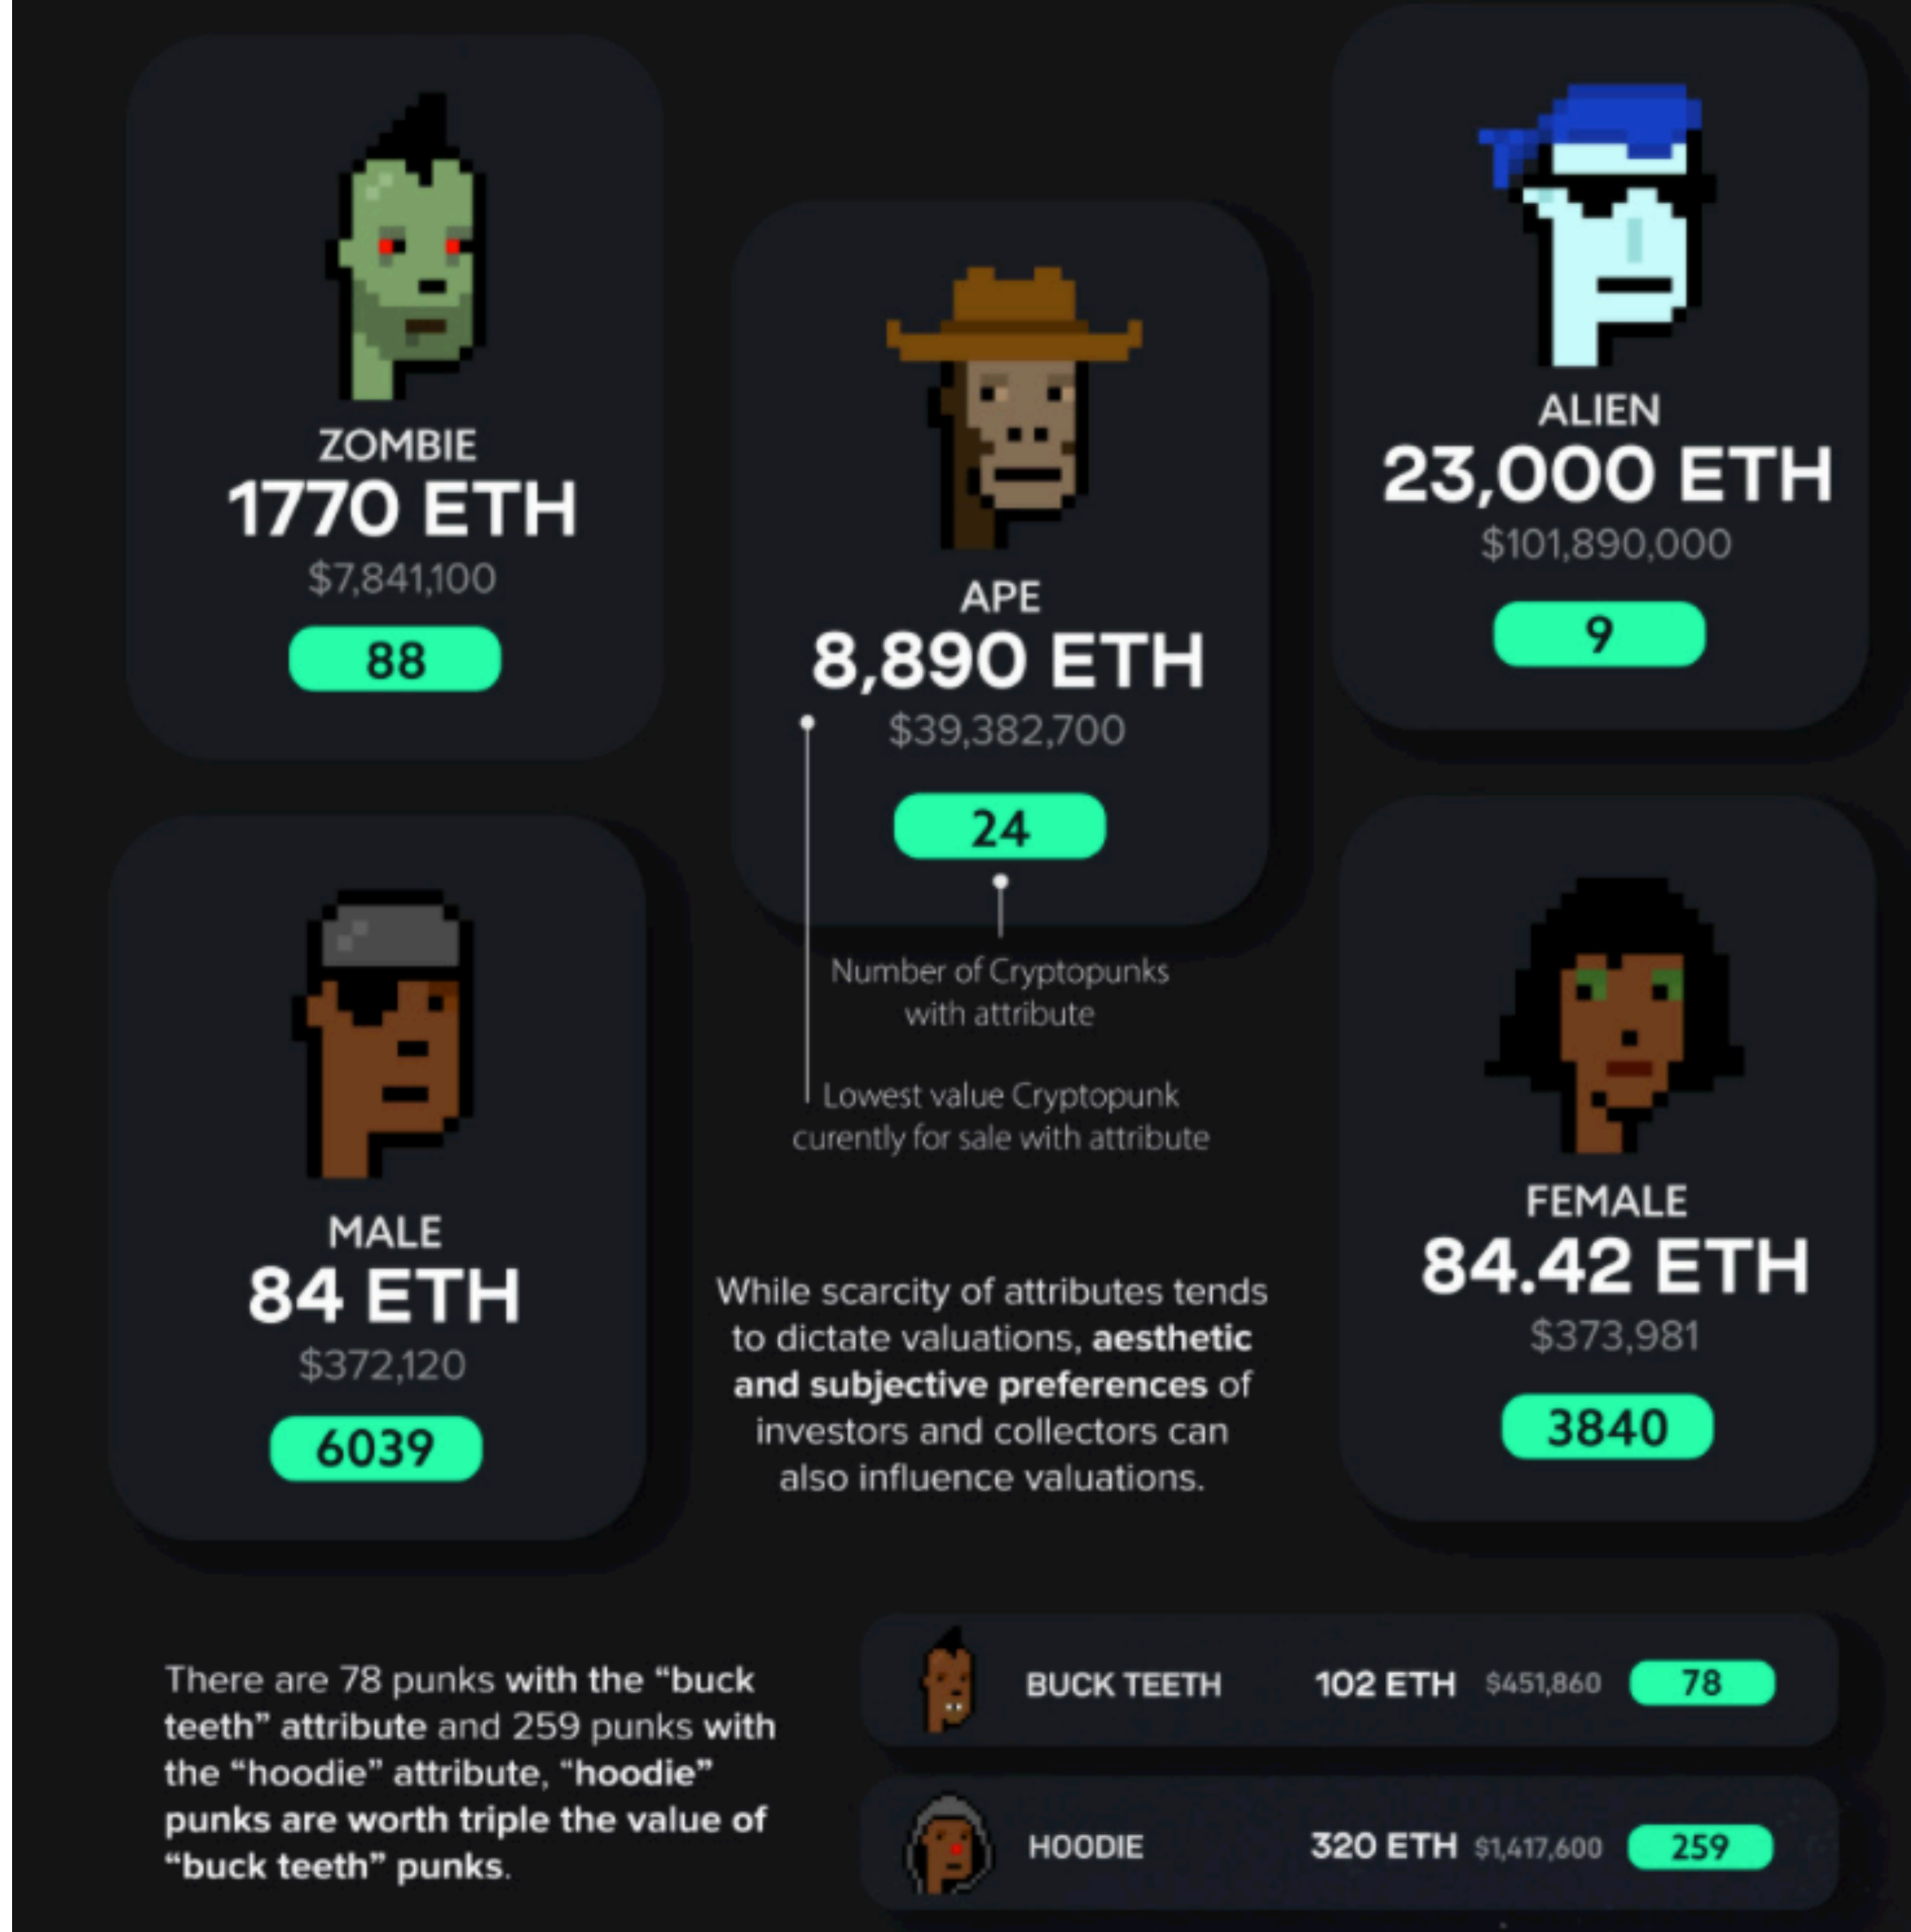 ZOMBIE
1770 ETH
$7,841,100
88
APE
8,890 ETH
$39,382,700
24
Number of Cryptopunks
with attribute
Lowest value Cryptopunk
curently for sale with attribute
ALIEN
23,000 ETH
$101,890,000
9
MALE
84 ETH
$372,120
6039
While scarcity of attributes tends
to dictate valuations, aesthetic
and subjective preferences of
investors and collectors can
also influence valuations.
FEMALE
84.42 ETH
$373,981
3840
There are 78 punks with the “buck
teeth” attribute and 259 punks with
the “hoodie” attribute, “hoodie”
punks are worth triple the value of
“buck teeth” punks.
BUCK TEETH 102 ETH $451,860 78
HOODIE 320 ETH $1,417,600 259